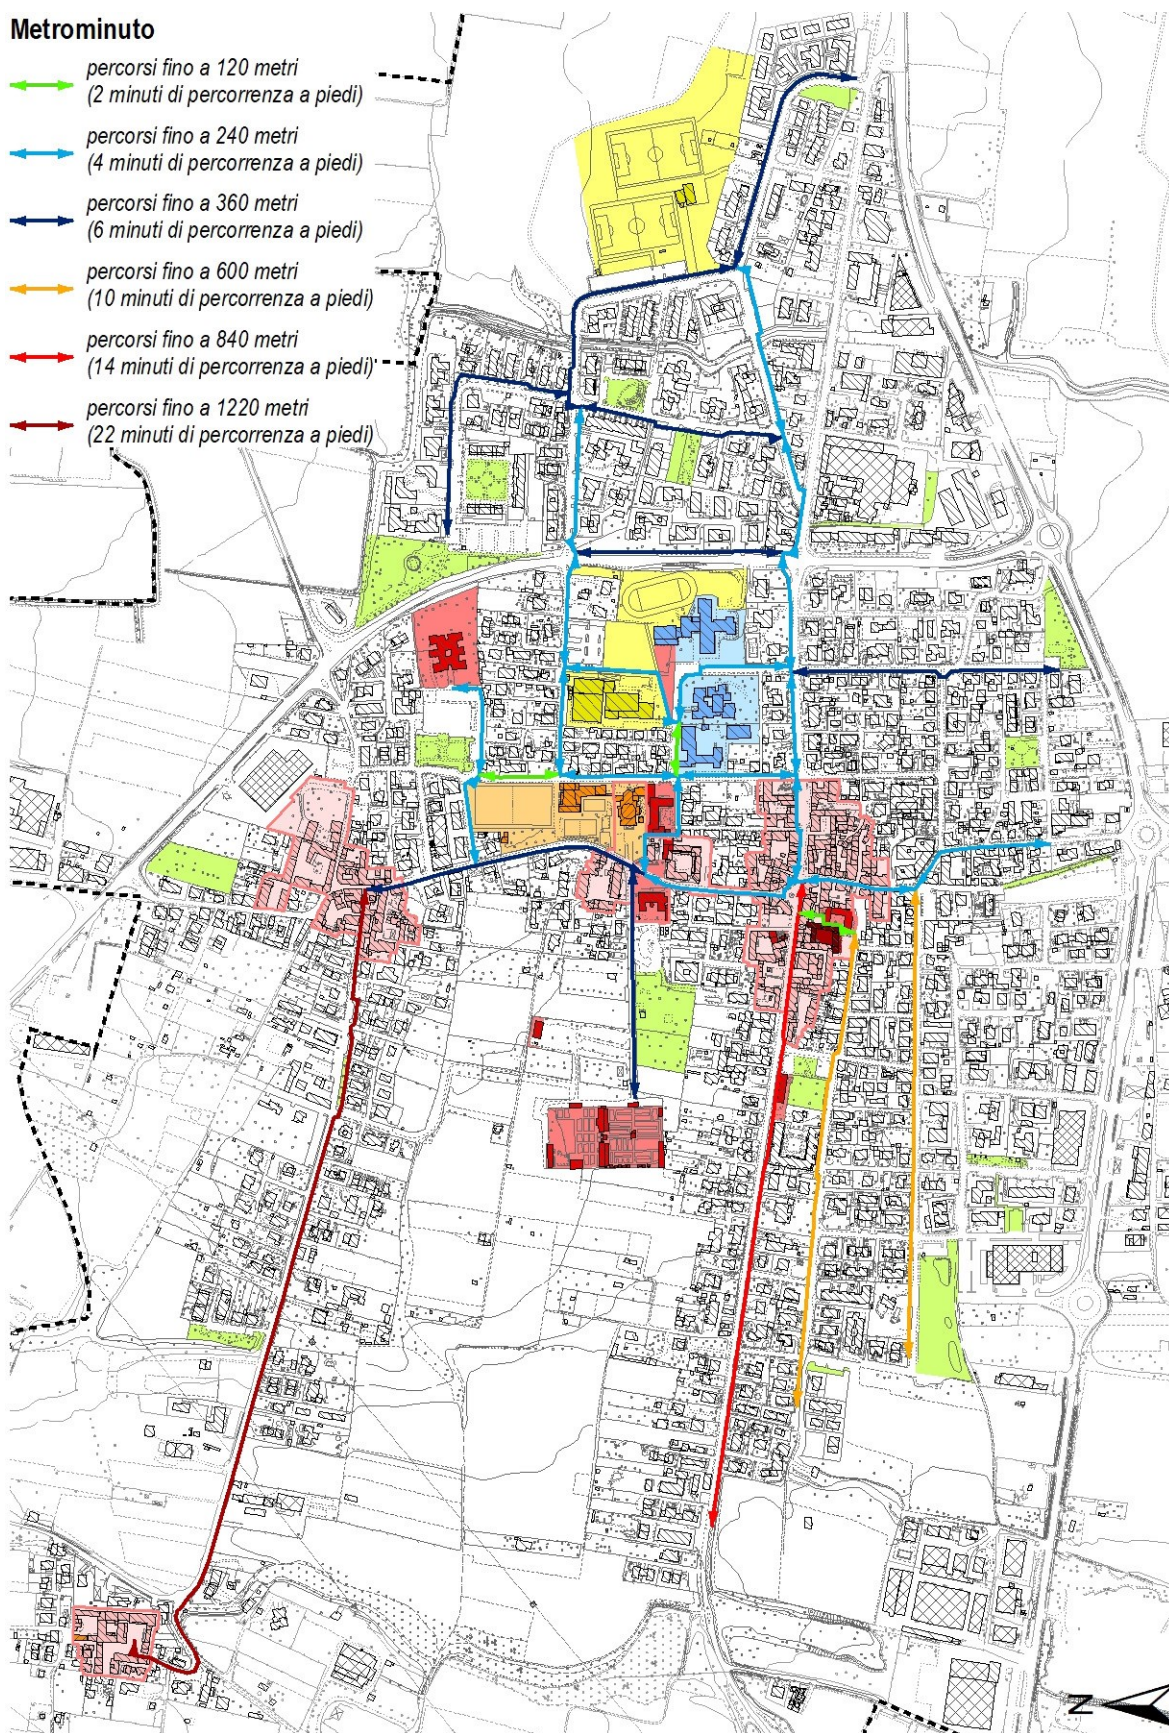 Metrominuto
percorsi fino a 120 metri
(2 minuti di percorrenza a piedi)
percorsi fino a 240 metri
(4 minuti di percorrenza a piedi)
percorsi fino a 360 metri
(6 minuti di percorrenza a piedi)
percorsi fino a 600 metri
(10 minuti di percorrenza a piedi)
percorsi fino a 840 metri
(14 minuti di percorrenza a piedi)
percorsi fino a 1220 metri
(22 minuti di percorrenza a piedi)
N